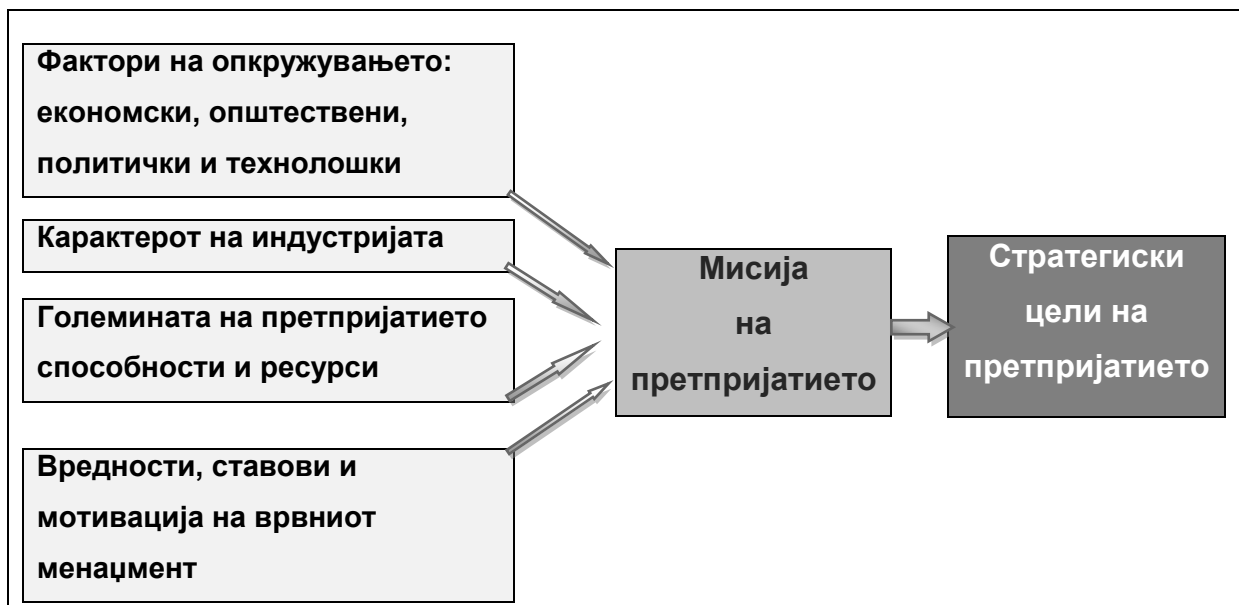 Фактори на опкружувањето:
економски, општествени,
политички и технолошки
Карактерот на индустријата
Големината на претпријатието
способности и ресурси
Вредности, ставови и
мотивација на врвниот
менаџмент
Мисија
на
претпријатието
Стратегиски
цели на
претпријатието